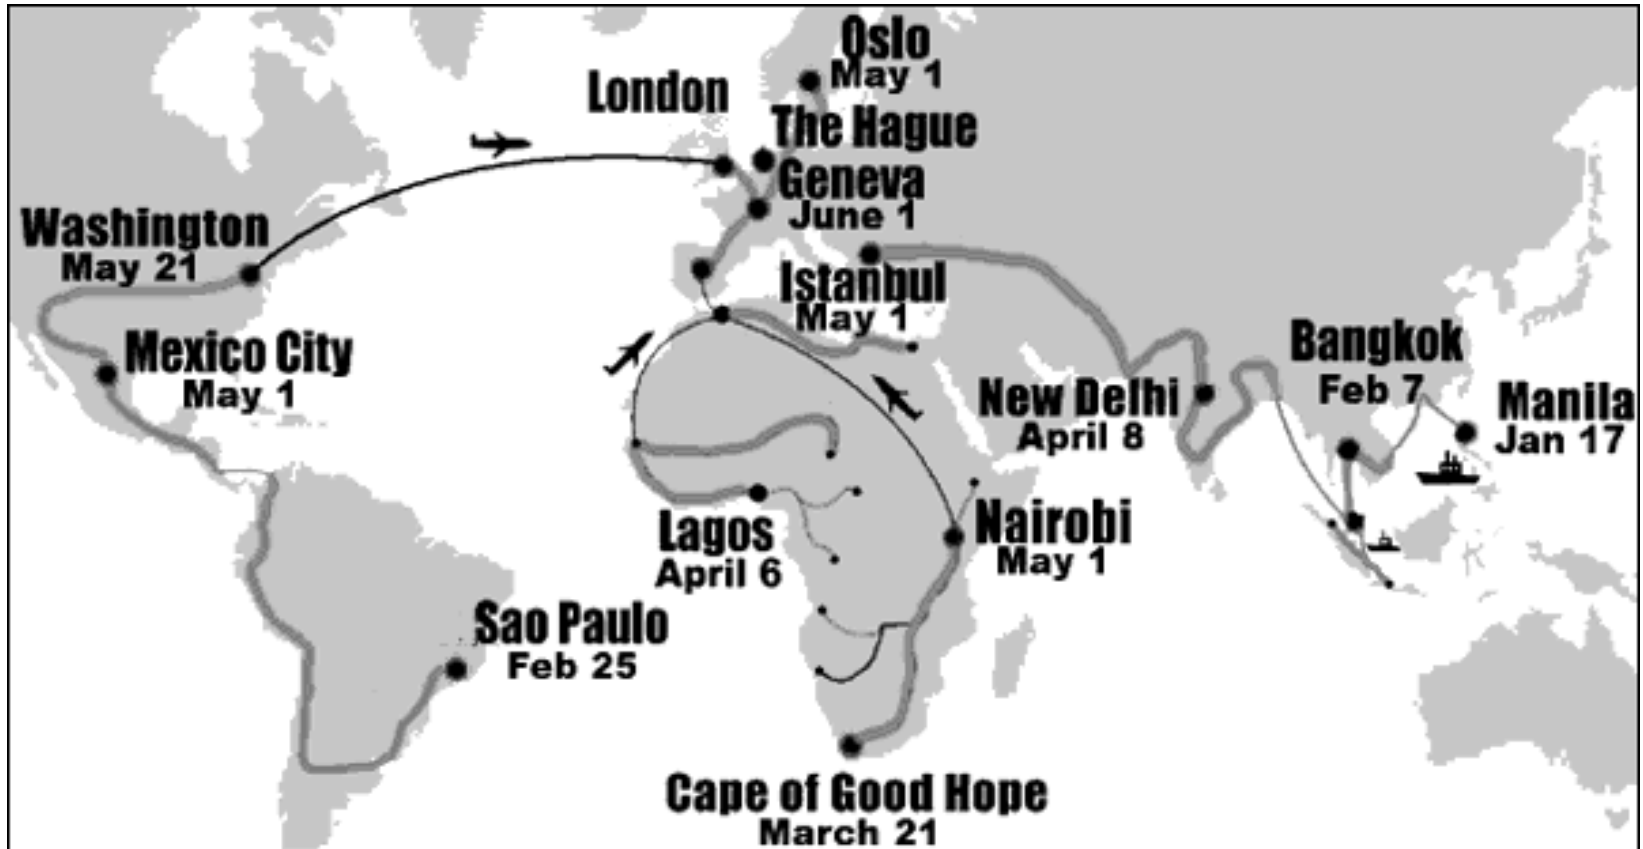 Oslo
May 1
London
The Hague
Geneva
June 1
Washington
May 21
Istanbul
May 1
Mexico City
May 1
Bangkok
Feb 7
New Delhi
April 8
Manila
Jan 17
Lagos
April 6
Nairobi
May 1
Sao Paulo
Feb 25
Cape of Good Hope
March 21